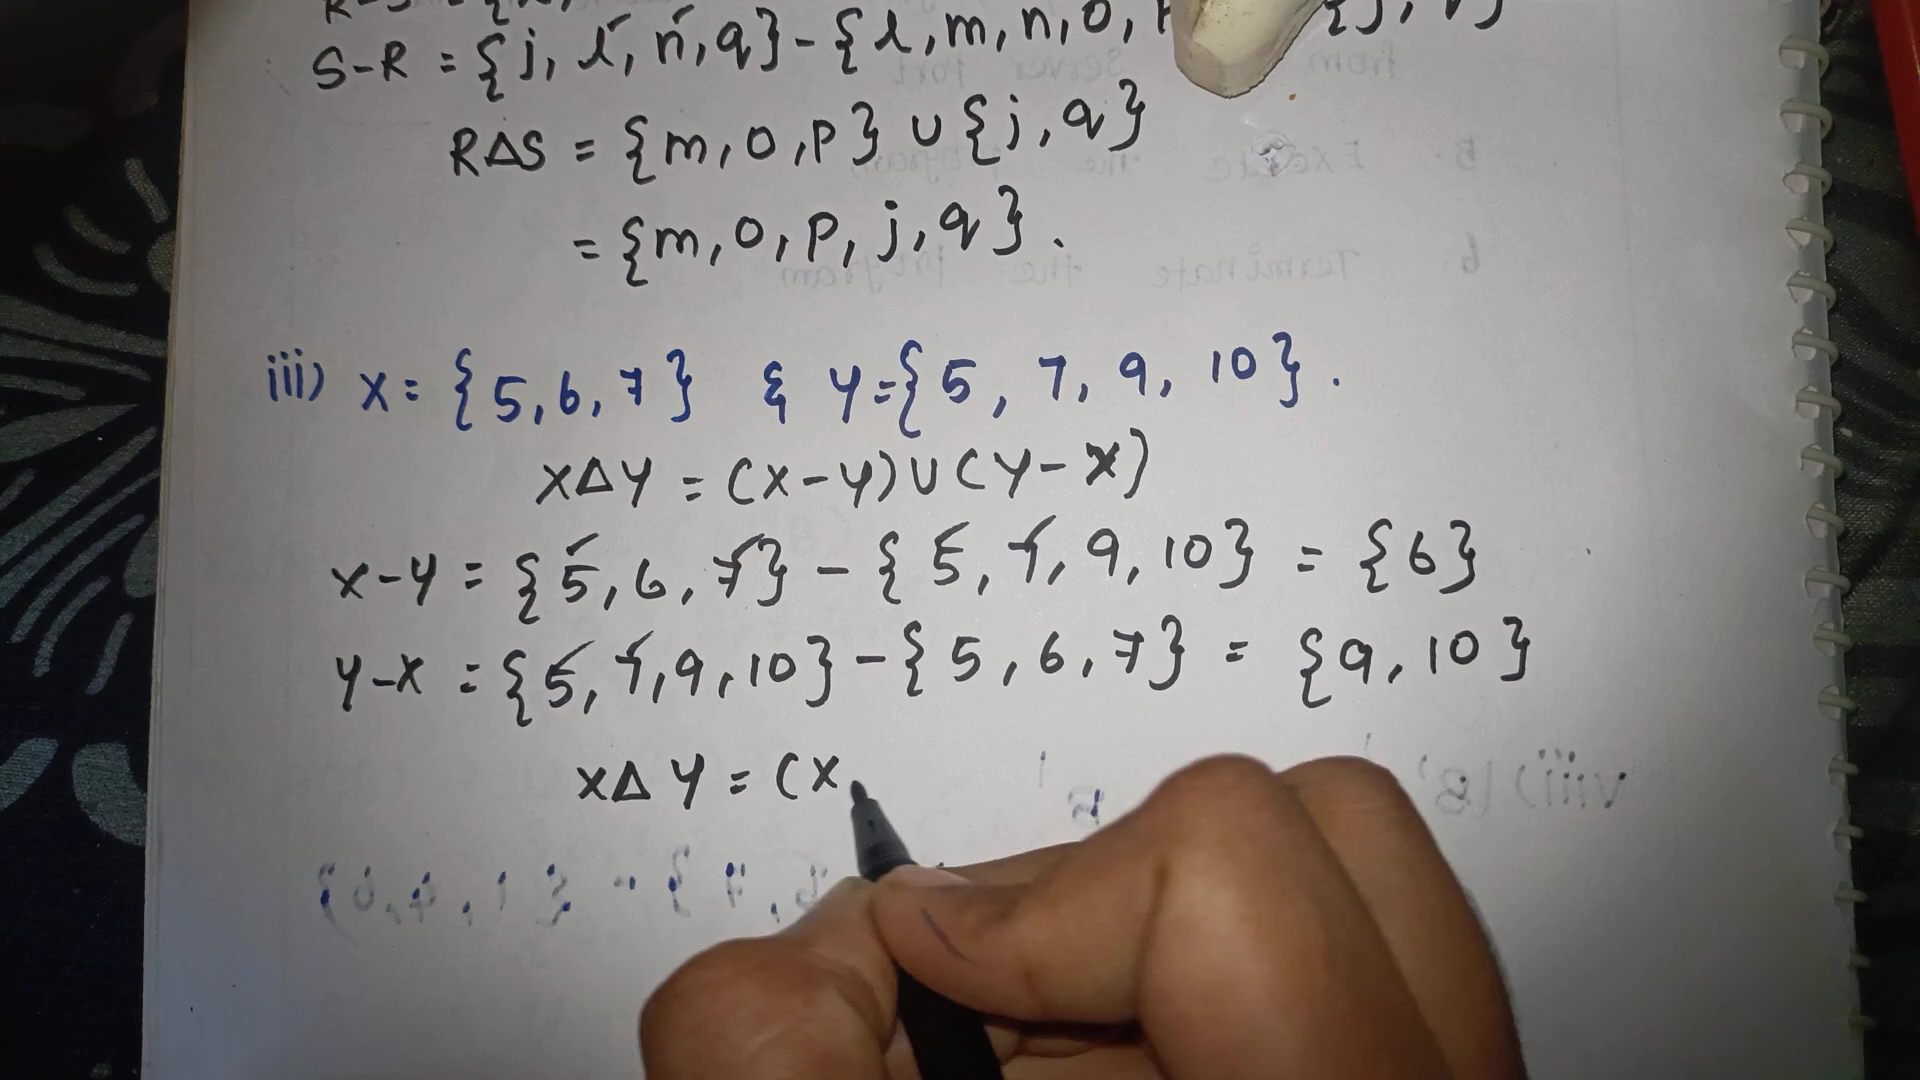 S-R = {j, l, n, q} - {l, m, n, o,
RΔS = {m, o, p} ∪ {j, q}
= {m, o, p, j, q}.
iii) X = {5, 6, 7} & Y = {5, 7, 9, 10}.
XΔY = (X-Y) ∪ (Y-X)
X-Y = {5, 6, 7} - {5, 7, 9, 10} = {6}
Y-X = {5, 7, 9, 10} - {5, 6, 7} = {9, 10}
XΔY = (X